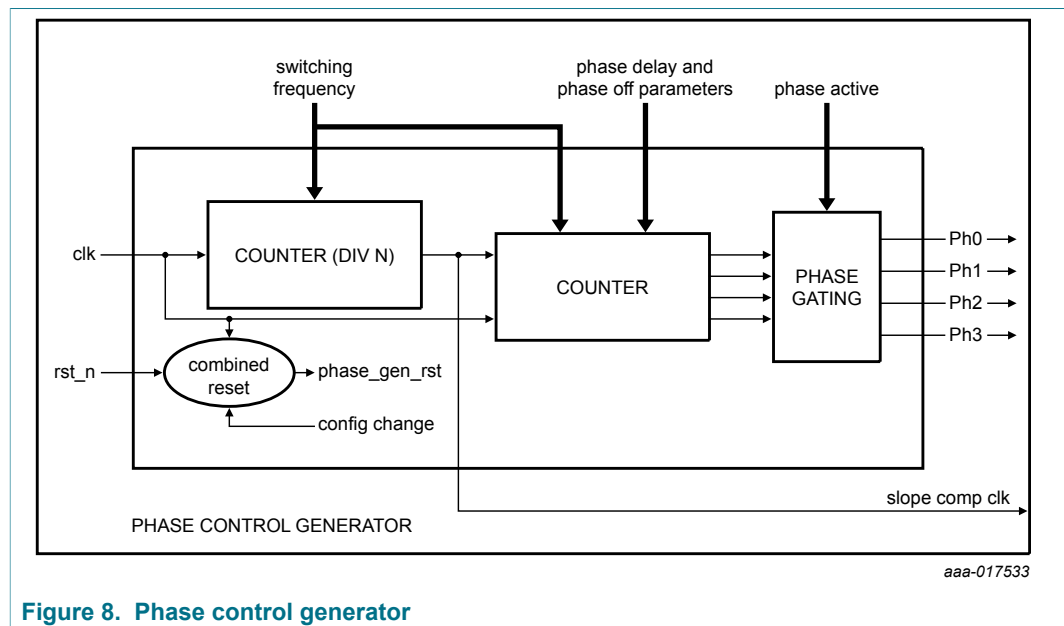 switching
frequency
phase delay and
phase off parameters
phase active
clk
COUNTER (DIV N)
COUNTER
PHASE
GATING
Ph0
Ph1
Ph2
Ph3
rst_n
combined
reset
phase_gen_rst
config change
slope comp clk
PHASE CONTROL GENERATOR
aaa-017533
Figure 8. Phase control generator